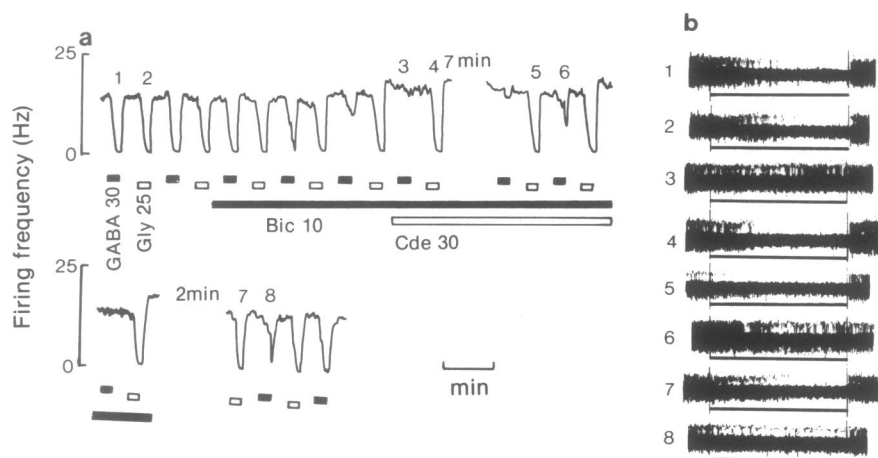 a
b
25
1 2 3 4 7 min 5 6
0
GABA 30
Gly 25
Bic 10
Cde 30
Firing frequency (Hz)
25
2min 7 8
0
min
1
2
3
4
5
6
7
8